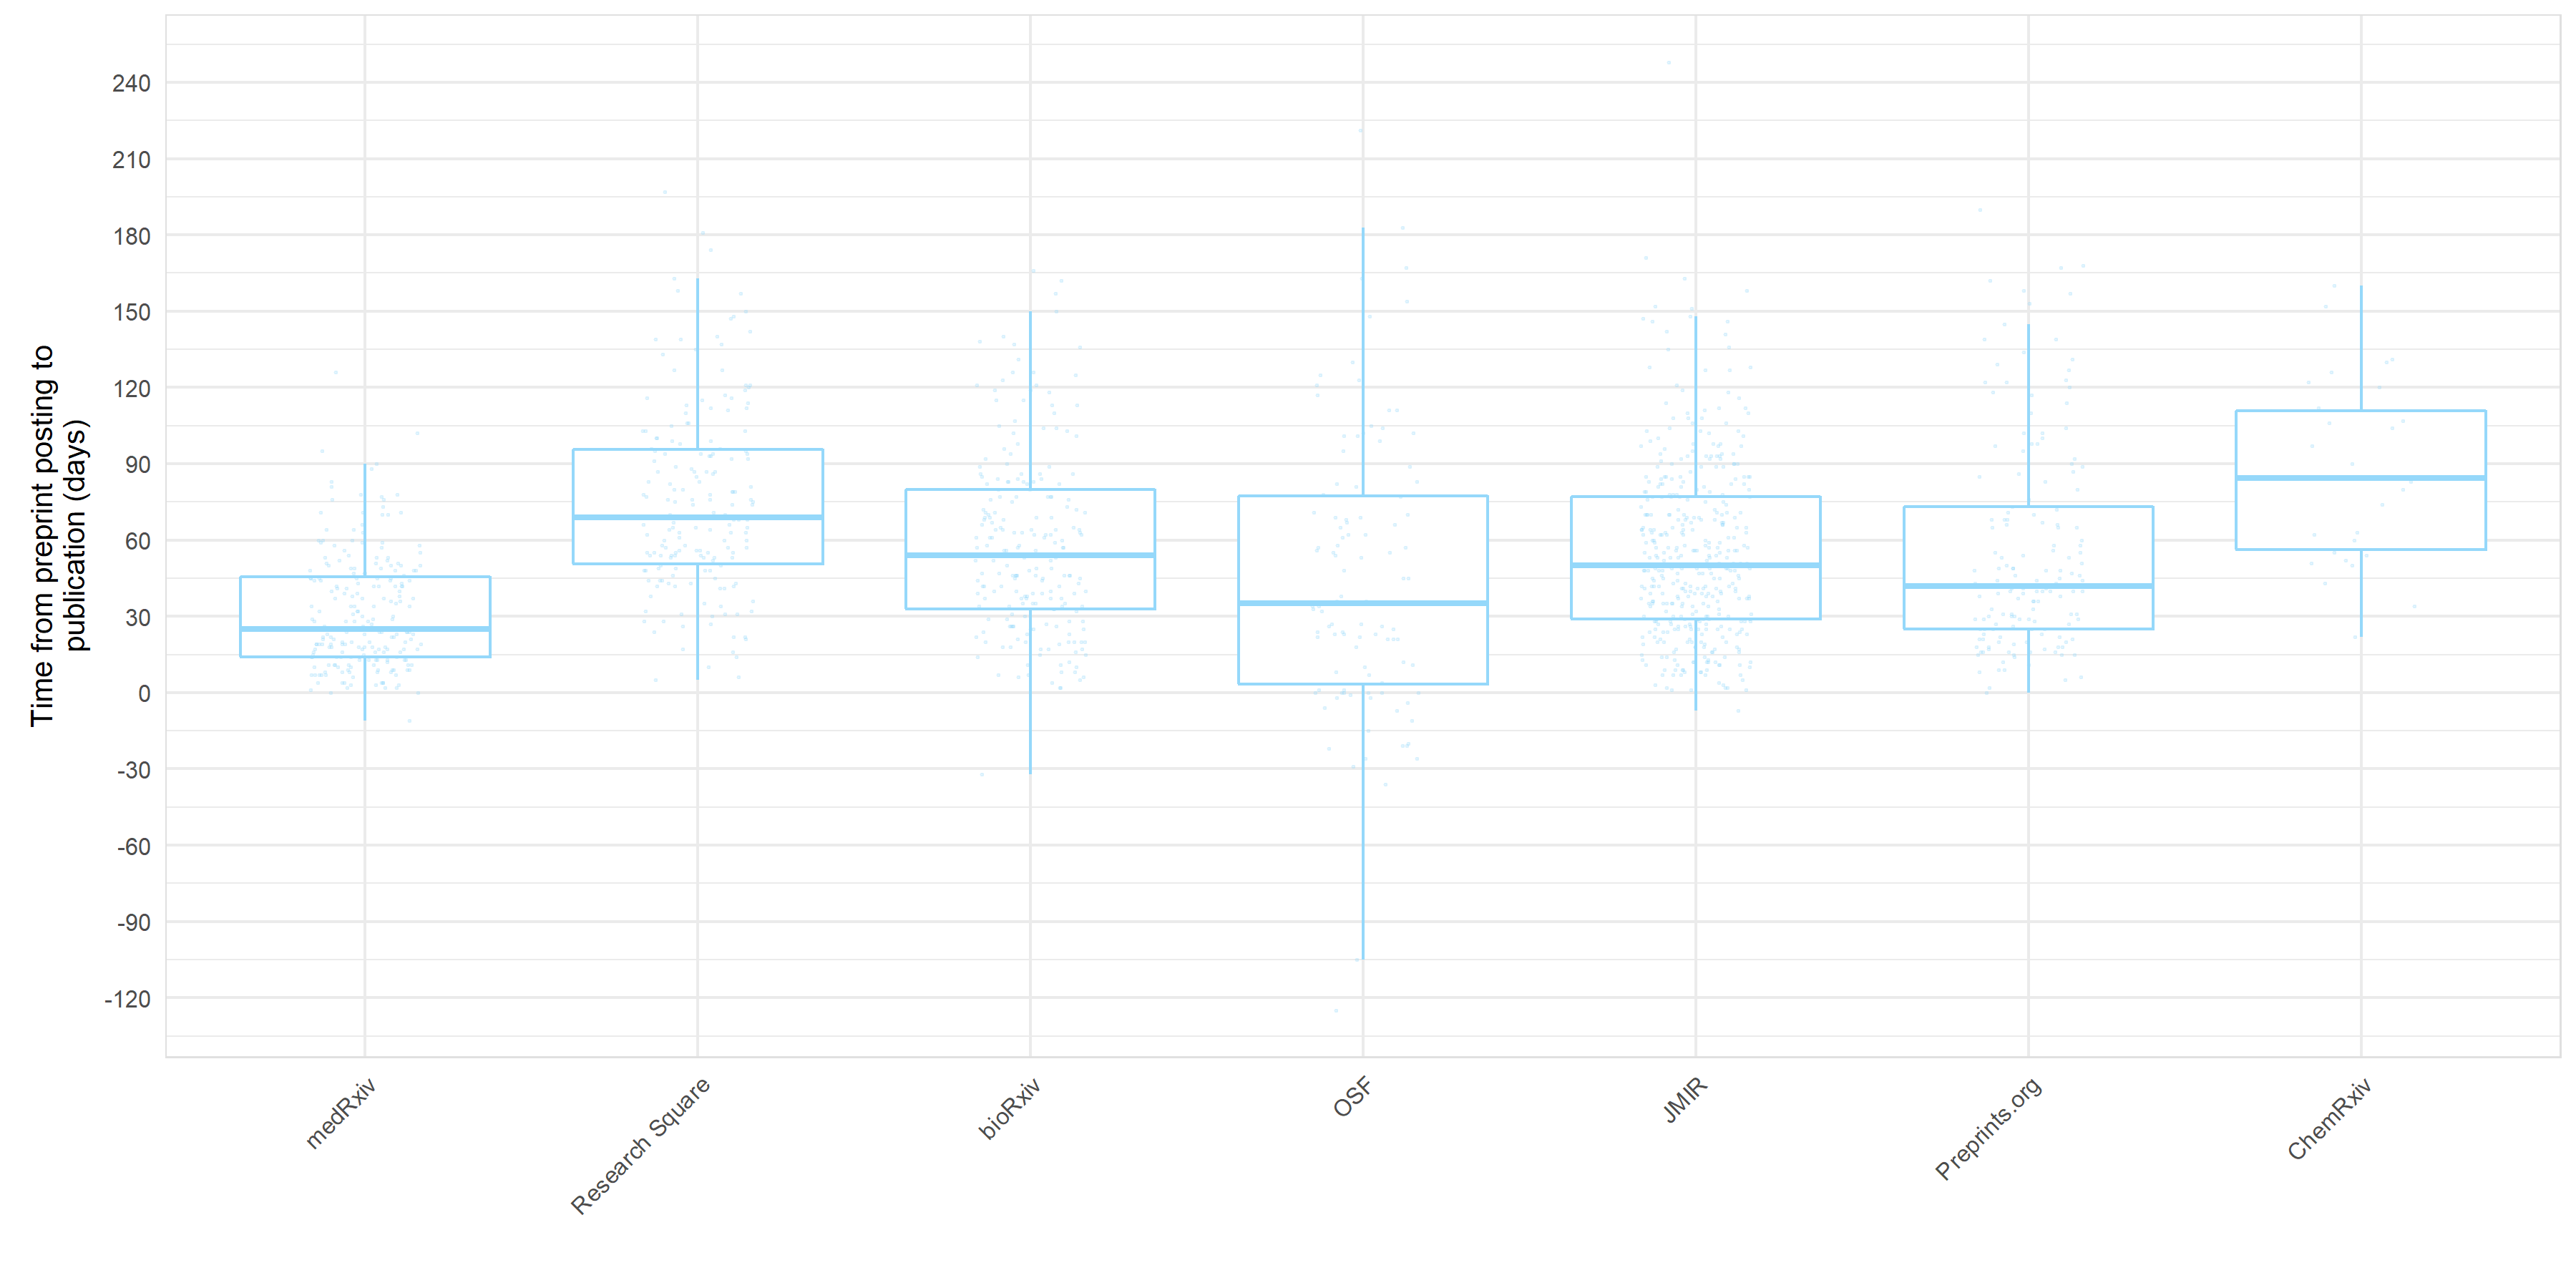 Time from preprint posting to
publication (days)
240
210
180
150
120
90
60
30
0
-30
-60
-90
-120
medRxiv
Research Square
bioRxiv
OSF
JMIR
Preprints.org
ChemRxiv